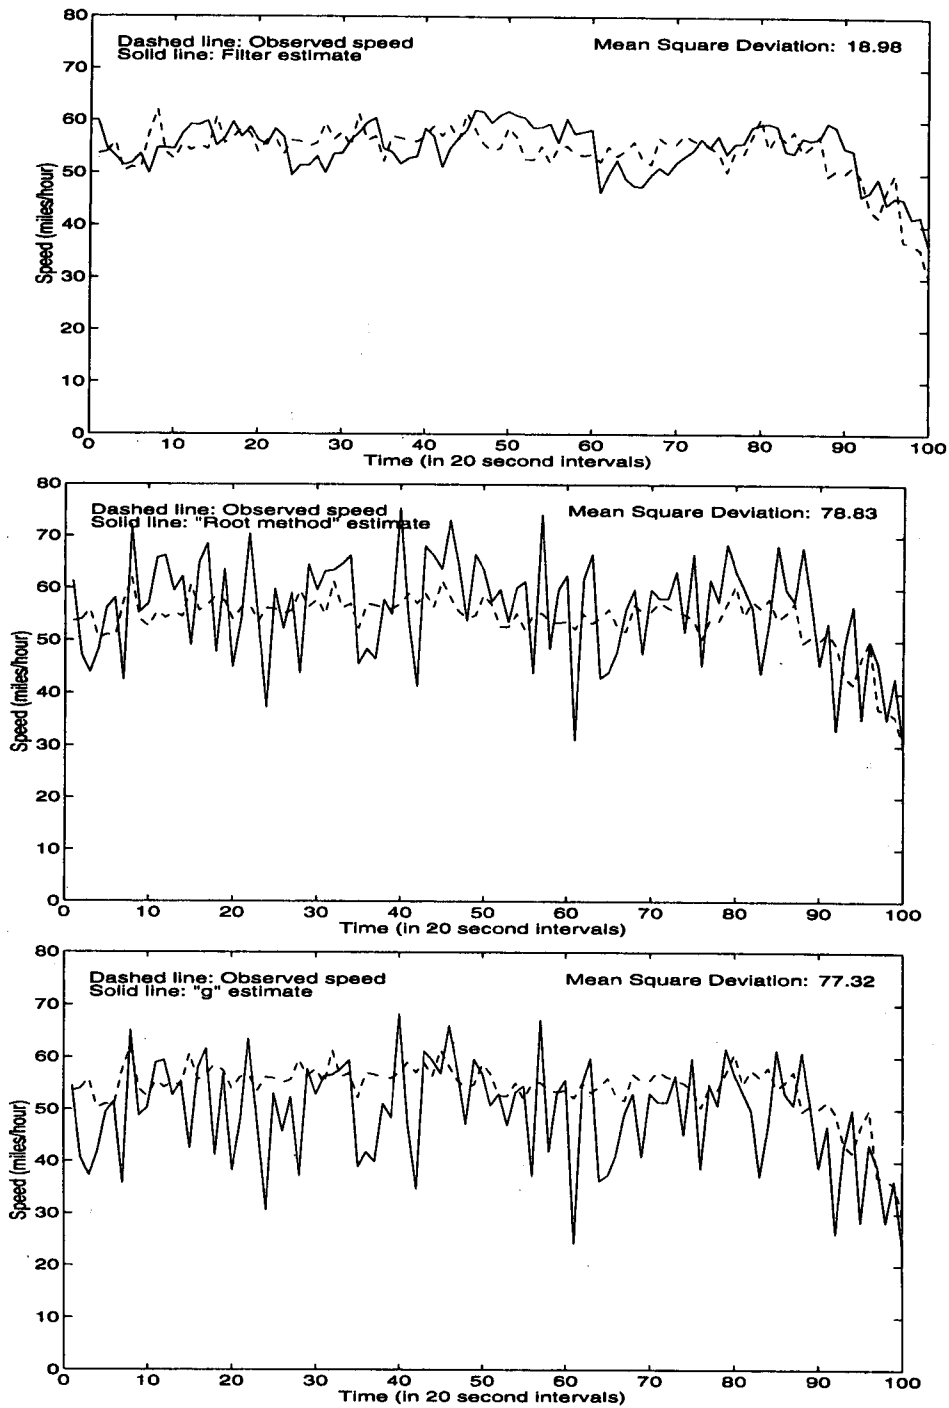 80
70
60
50
40
30
20
10
0
Speed (miles/hour)
Dashed line: Observed speed
Solid line: Filter estimate
Mean Square Deviation: 18.98
0 10 20 30 40 50 60 70 80 90 100
Time (in 20 second intervals)
80
70
60
50
40
30
20
10
0
Speed (miles/hour)
Dashed line: Observed speed
Solid line: "Root method" estimate
Mean Square Deviation: 78.83
0 10 20 30 40 50 60 70 80 90 100
Time (in 20 second intervals)
80
70
60
50
40
30
20
10
0
Speed (miles/hour)
Dashed line: Observed speed
Solid line: "g" estimate
Mean Square Deviation: 77.32
0 10 20 30 40 50 60 70 80 90 100
Time (in 20 second intervals)